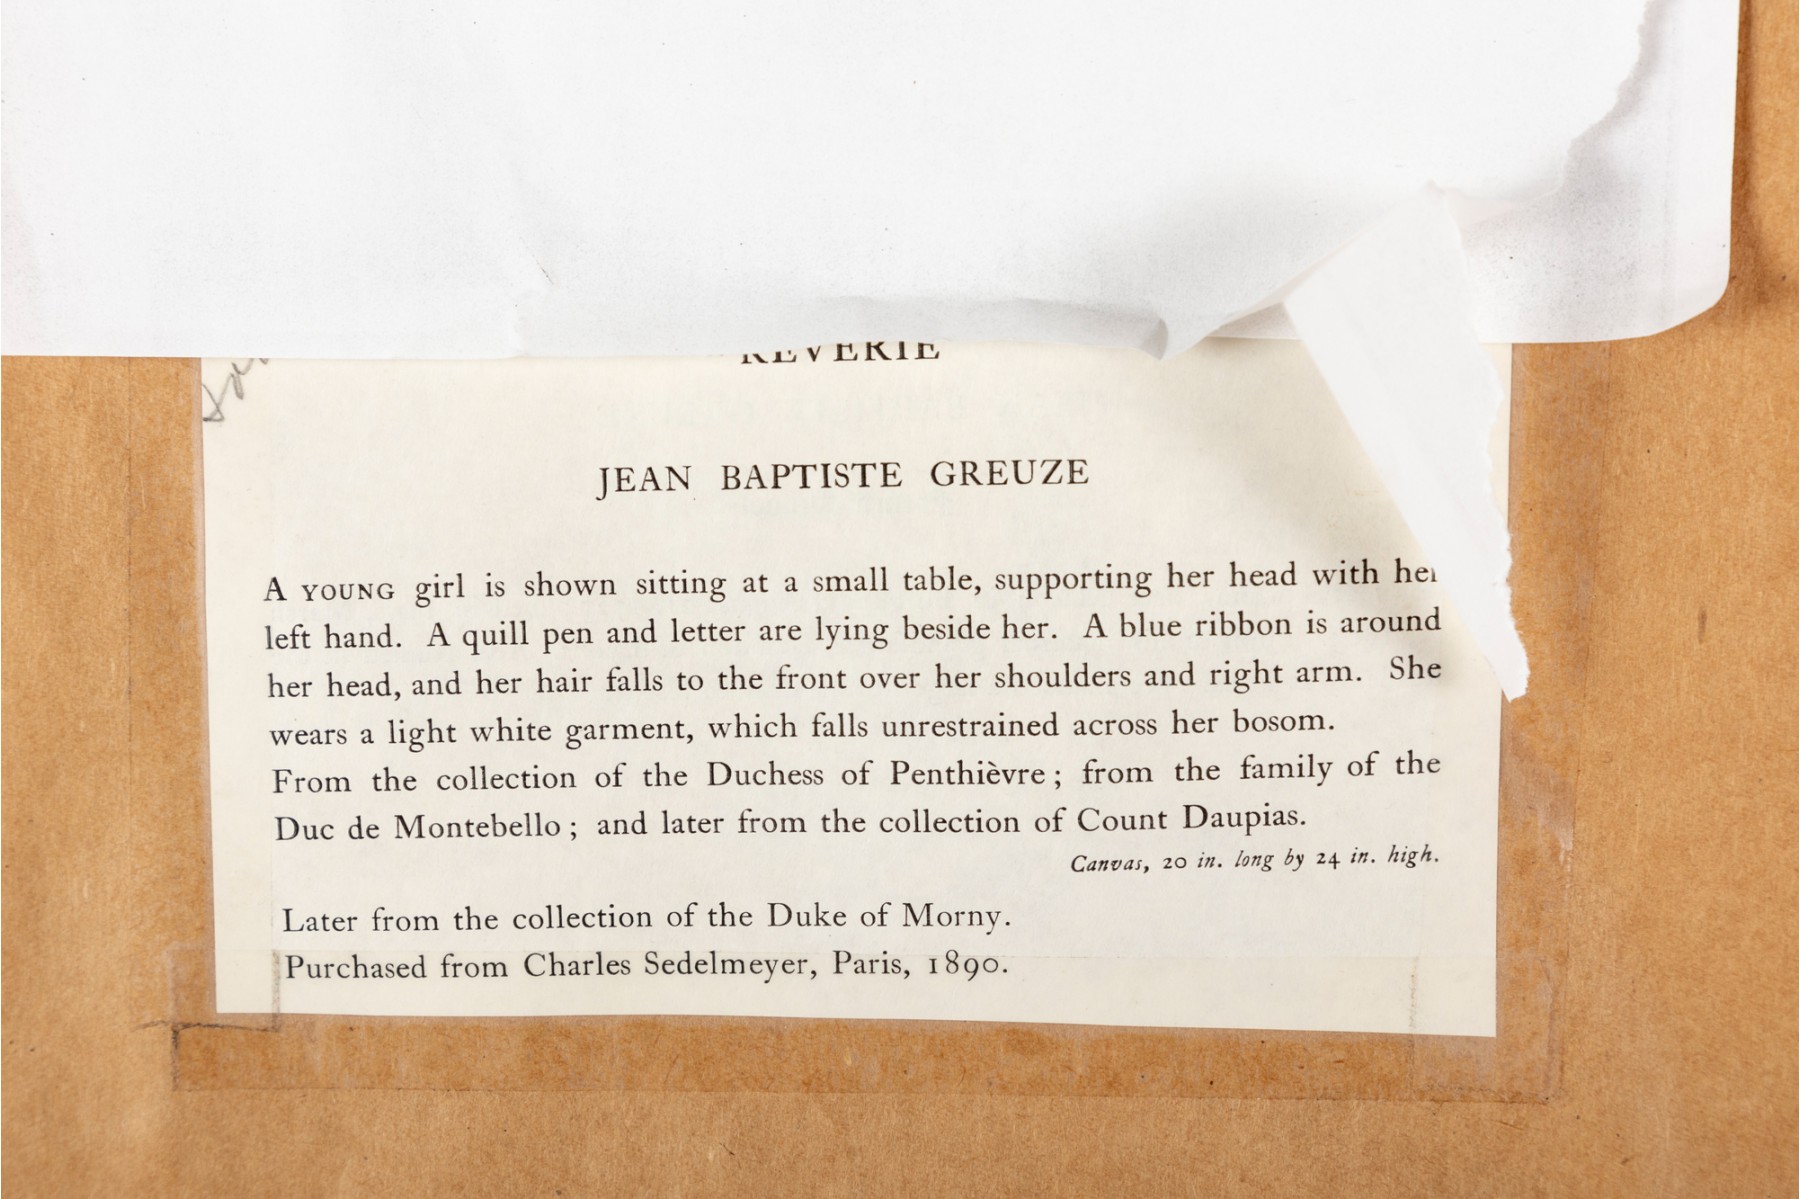 REVERIE
JEAN BAPTISTE GREUZE
A YOUNG girl is shown sitting at a small table, supporting her head with her
left hand. A quill pen and letter are lying beside her. A blue ribbon is around
her head, and her hair falls to the front over her shoulders and right arm. She
wears a light white garment, which falls unrestrained across her bosom.
From the collection of the Duchess of Penthièvre; from the family of the
Duc de Montebello; and later from the collection of Count Daupias.
Canvas, 20 in. long by 24 in. high.
Later from the collection of the Duke of Morny.
Purchased from Charles Sedelmeyer, Paris, 1890.